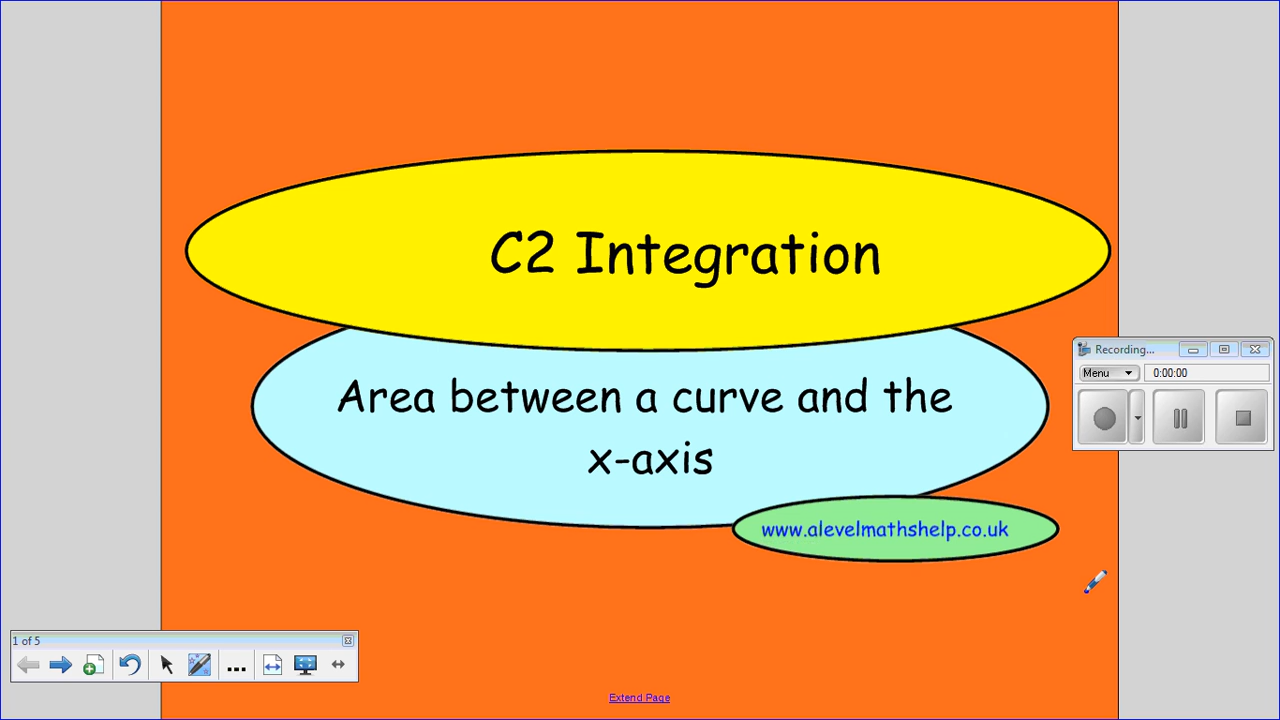 C2 Integration
Area between a curve and the
x-axis
www.alevelmathshelp.co.uk
Recording...
Menu
0:00:00
1 of 5
...
Extend Page